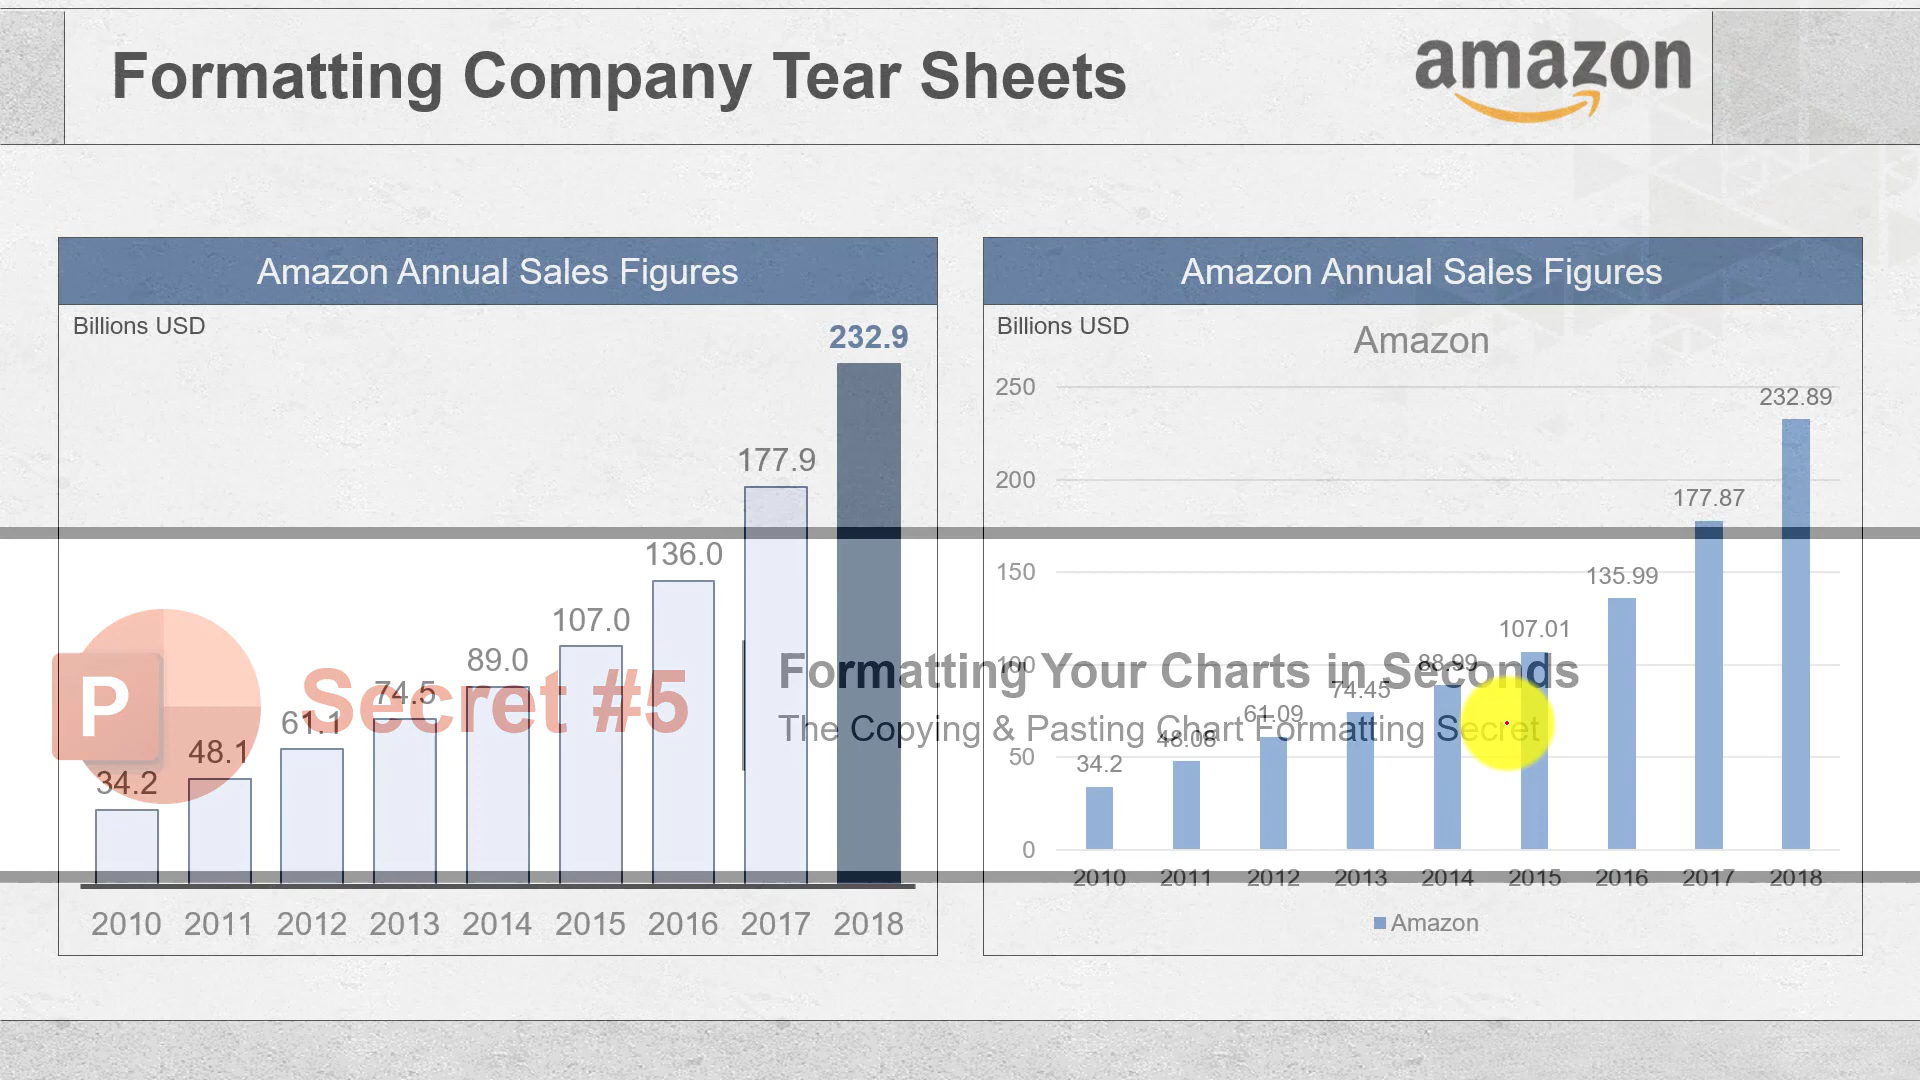 Formatting Company Tear Sheets
amazon
Amazon Annual Sales Figures
Billions USD
232.9
177.9
136.0
107.0
89.0
74.5
61.1
48.1
34.2
2010 2011 2012 2013 2014 2015 2016 2017 2018
Amazon Annual Sales Figures
Billions USD
Amazon
250
200
150
100
50
0
232.89
177.87
135.99
107.01
88.99
74.45
61.09
48.08
34.2
2010 2011 2012 2013 2014 2015 2016 2017 2018
Amazon
P
Secret #5
Formatting Your Charts in Seconds
The Copying & Pasting Chart Formatting Secret